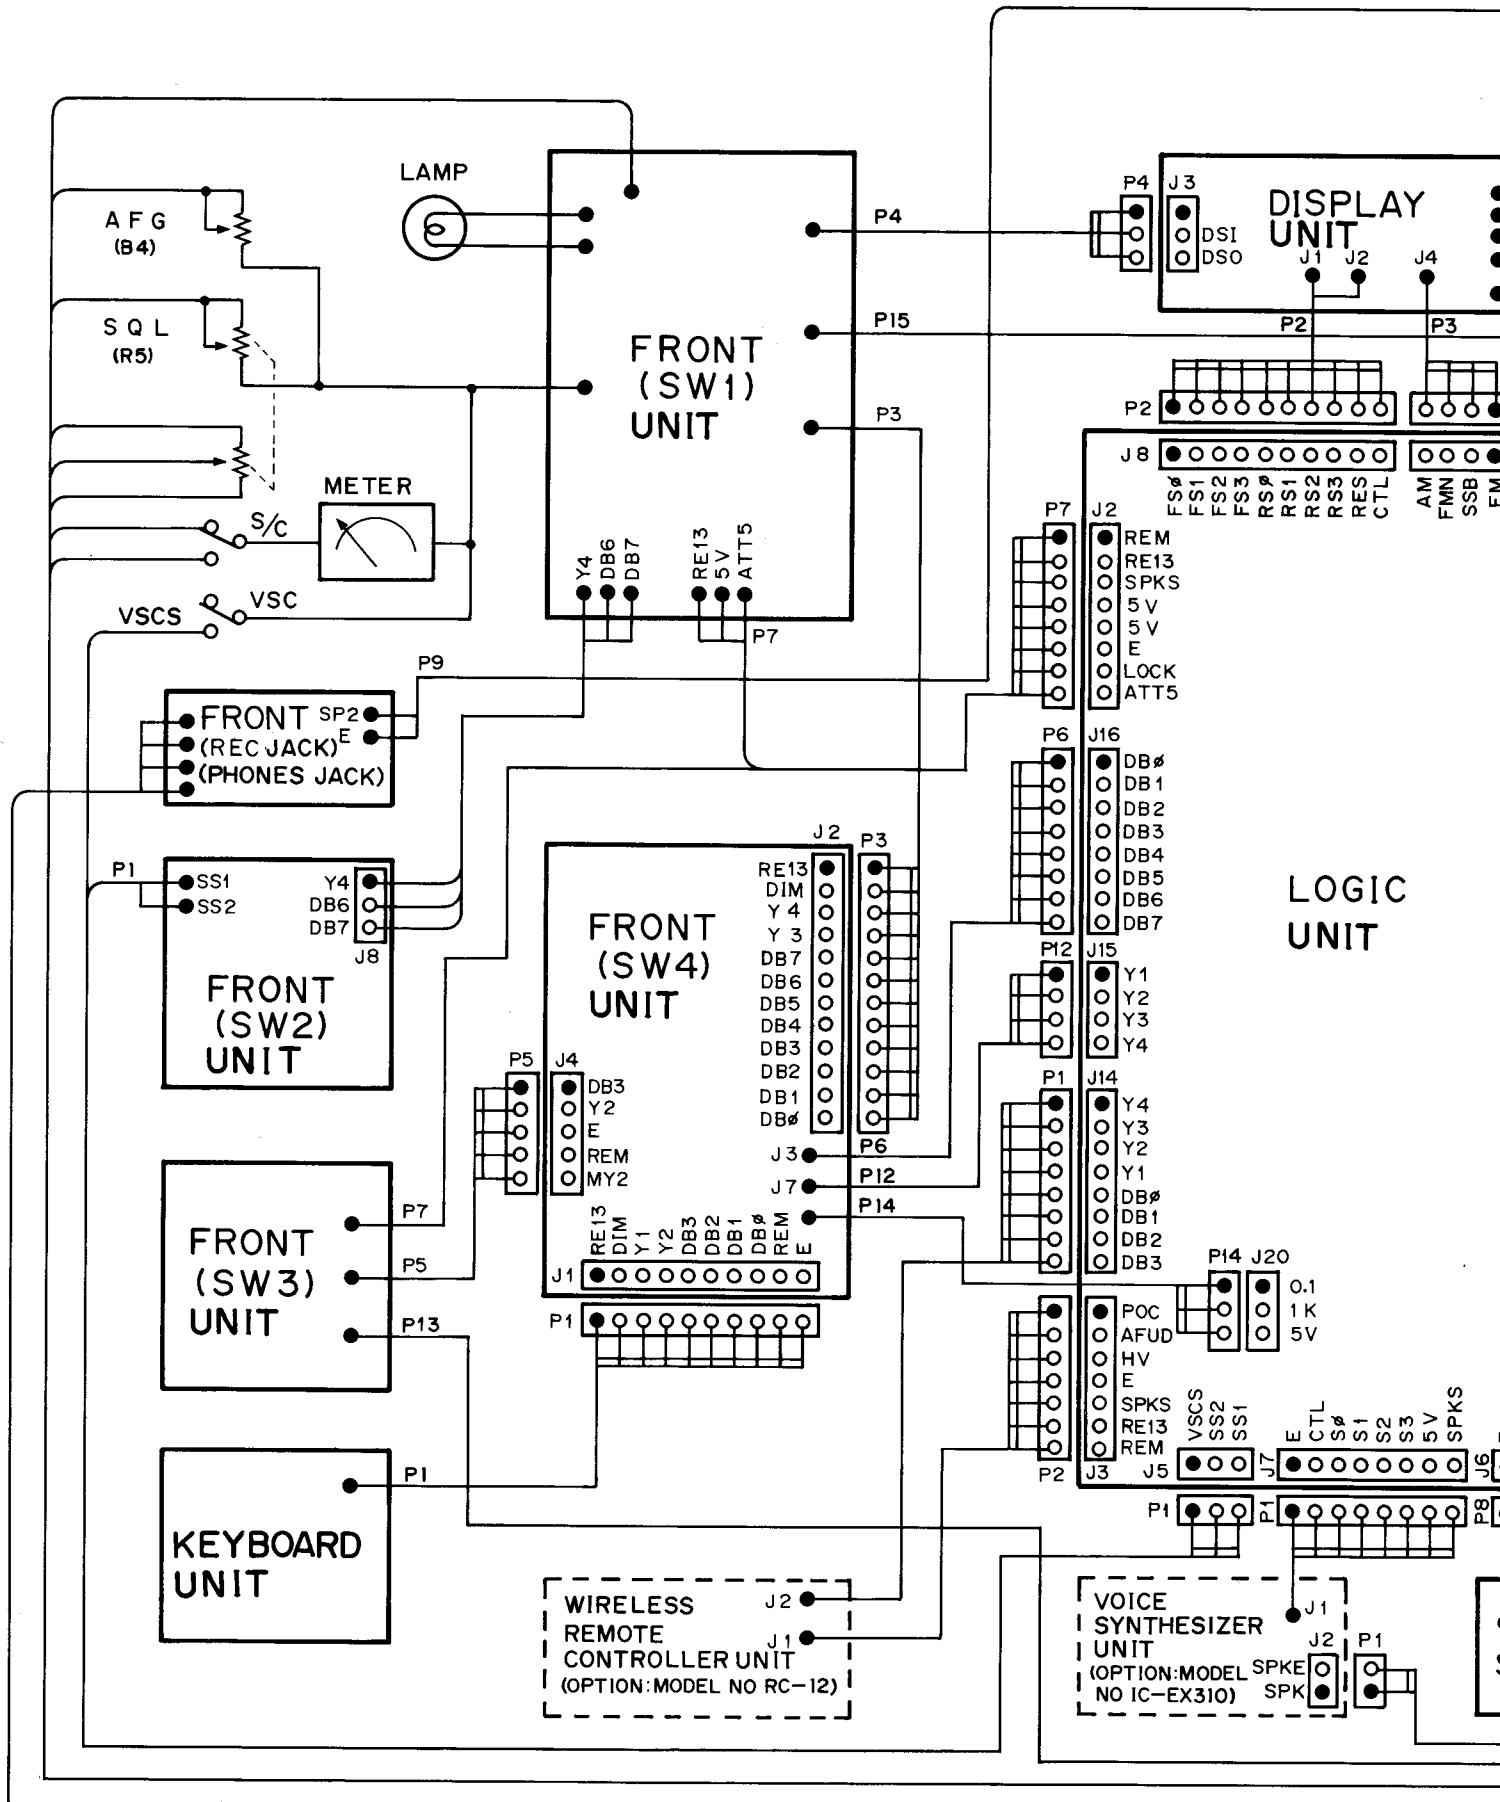 LAMP
A F G
(B4)
S Q L
(R5)
METER
S/C
VSC
VSCS
FRONT
(SW1)
UNIT
P4
P15
P3
Y4
DB6
DB7
RE13
5V
ATT5
P7
P4
J3
DSI
DSO
DISPLAY
UNIT
J1
J2
J4
P2
P3
P2
J8
FSØ
FS1
FS2
FS3
RSØ
RS1
RS2
RS3
RES
CTL
AM
FMN
SSB
FM
P9
FRONT
(REC JACK)
(PHONES JACK)
SP2
E
P1
SS1
SS2
Y4
DB6
DB7
J8
FRONT
(SW2)
UNIT
FRONT
(SW3)
UNIT
P7
P5
P13
KEYBOARD
UNIT
P1
FRONT
(SW4)
UNIT
J2
P3
RE13
DIM
Y4
Y3
DB7
DB6
DB5
DB4
DB3
DB2
DB1
DBØ
P5
J4
DB3
Y2
E
REM
MY2
J3
P6
J7
P12
P14
RE13
DIM
Y1
Y2
DB3
DB2
DB1
DBØ
REM
E
J1
P1
WIRELESS
REMOTE
CONTROLLER UNIT
(OPTION:MODEL NO RC-12)
J2
J1
LOGIC
UNIT
P7
J2
REM
RE13
SPKS
5V
5V
E
LOCK
ATT5
P6
J16
DBØ
DB1
DB2
DB3
DB4
DB5
DB6
DB7
P12
J15
Y1
Y2
Y3
Y4
P1
J14
Y4
Y3
Y2
Y1
DBØ
DB1
DB2
DB3
P14
J20
0.1
1K
5V
POC
AFUD
HV
E
SPKS
RE13
REM
P2
J3
VSCS
SS2
SS1
J5
P1
E
CTL
SØ
S1
S2
S3
5V
SPKS
J7
P1
J6
P8
VOICE
SYNTHESIZER
UNIT
(OPTION:MODEL
NO IC-EX310)
J1
J2
P1
SPKE
SPK